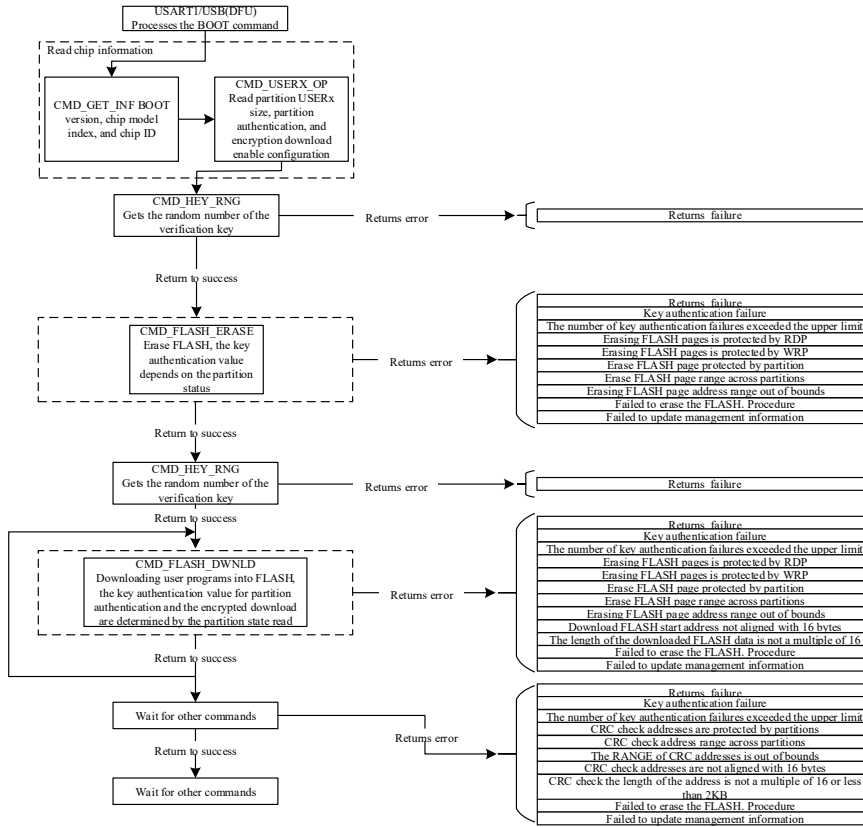 USART1/USB(DFU)
Processes the BOOT command
Read chip information
CMD_GET_INF BOOT
version, chip model
index, and chip ID
CMD_USERX_OP
Read partition USERx
size, partition
authentication, and
encryption download
enable configuration
CMD_HEY_RNG
Gets the random number of the
verification key
Returns error
Returns failure
Return to success
CMD_FLASH_ERASE
Erase FLASH, the key
authentication value
depends on the partition
status
Returns error
Returns failure
Key authentication failure
The number of key authentication failures exceeded the upper limit
Erasing FLASH pages is protected by RDP
Erasing FLASH pages is protected by WRP
Erase FLASH page protected by partition
Erase FLASH page range across partitions
Erasing FLASH page address range out of bounds
Failed to erase the FLASH. Procedure
Failed to update management information
Return to success
CMD_HEY_RNG
Gets the random number of the
verification key
Returns error
Returns failure
Return to success
CMD_FLASH_DWNLD
Downloading user programs into FLASH,
the key authentication value for partition
authentication and the encrypted download
are determined by the partition state read
Returns error
Returns failure
Key authentication failure
The number of key authentication failures exceeded the upper limit
Erasing FLASH pages is protected by RDP
Erasing FLASH pages is protected by WRP
Erase FLASH page protected by partition
Erase FLASH page range across partitions
Erasing FLASH page address range out of bounds
Download FLASH start address not aligned with 16 bytes
The length of the downloaded FLASH data is not a multiple of 16
Failed to erase the FLASH. Procedure
Failed to update management information
Return to success
Wait for other commands
Returns error
Returns failure
Key authentication failure
The number of key authentication failures exceeded the upper limit
CRC check addresses are protected by partitions
CRC check address range across partitions
The RANGE of CRC addresses is out of bounds
CRC check addresses are not aligned with 16 bytes
CRC check the length of the address is not a multiple of 16 or less
than 2KB
Failed to erase the FLASH. Procedure
Failed to update management information
Return to success
Wait for other commands